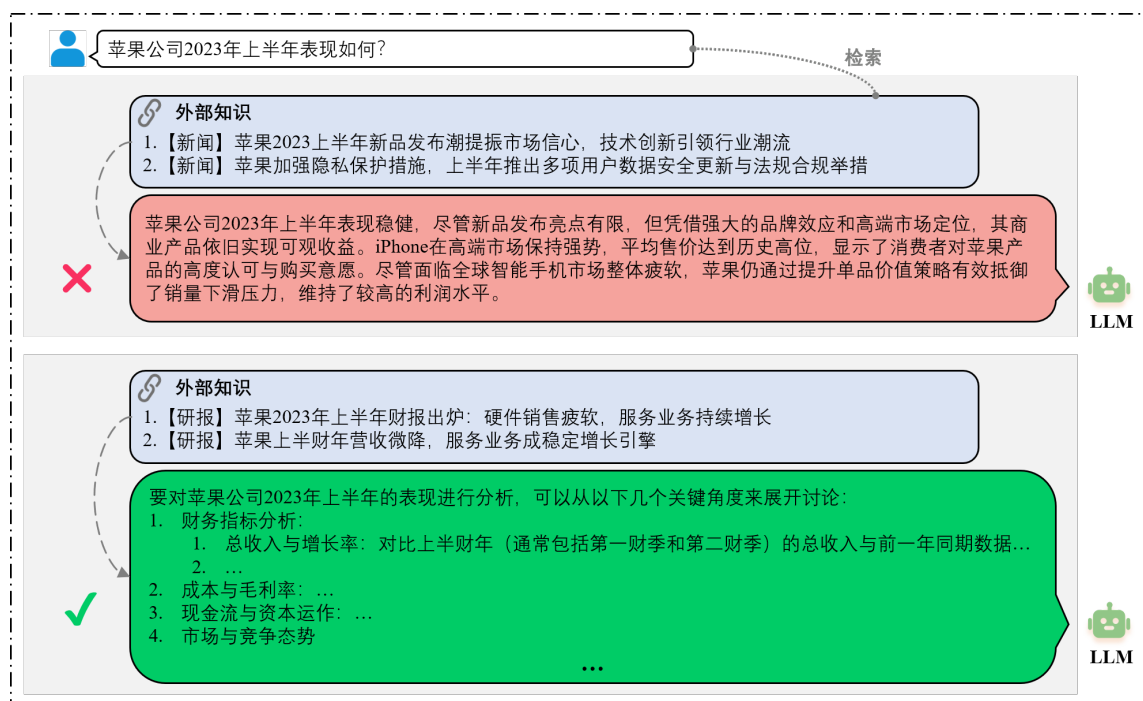 苹果公司2023年上半年表现如何？
检索
外部知识
1.【新闻】苹果2023上半年新品发布潮提振市场信心，技术创新引领行业潮流
2.【新闻】苹果加强隐私保护措施，上半年推出多项用户数据安全更新与法规合规举措
苹果公司2023年上半年表现稳健，尽管新品发布亮点有限，但凭借强大的品牌效应和高端市场定位，其商
业产品依旧实现可观收益。iPhone在高端市场保持强势，平均售价达到历史高位，显示了消费者对苹果产
品的高度认可与购买意愿。尽管面临全球智能手机市场整体疲软，苹果仍通过提升单品价值策略有效抵御
了销量下滑压力，维持了较高的利润水平。
LLM
外部知识
1.【研报】苹果2023年上半年财报出炉：硬件销售疲软，服务业务持续增长
2.【研报】苹果上半财年营收微降，服务业务成稳定增长引擎
要对苹果公司2023年上半年的表现进行分析，可以从以下几个关键角度来展开讨论：
1. 财务指标分析：
1. 总收入与增长率：对比上半财年（通常包括第一财季和第二财季）的总收入与前一年同期数据…
2. …
2. 成本与毛利率：…
3. 现金流与资本运作：…
4. 市场与竞争态势
…
LLM